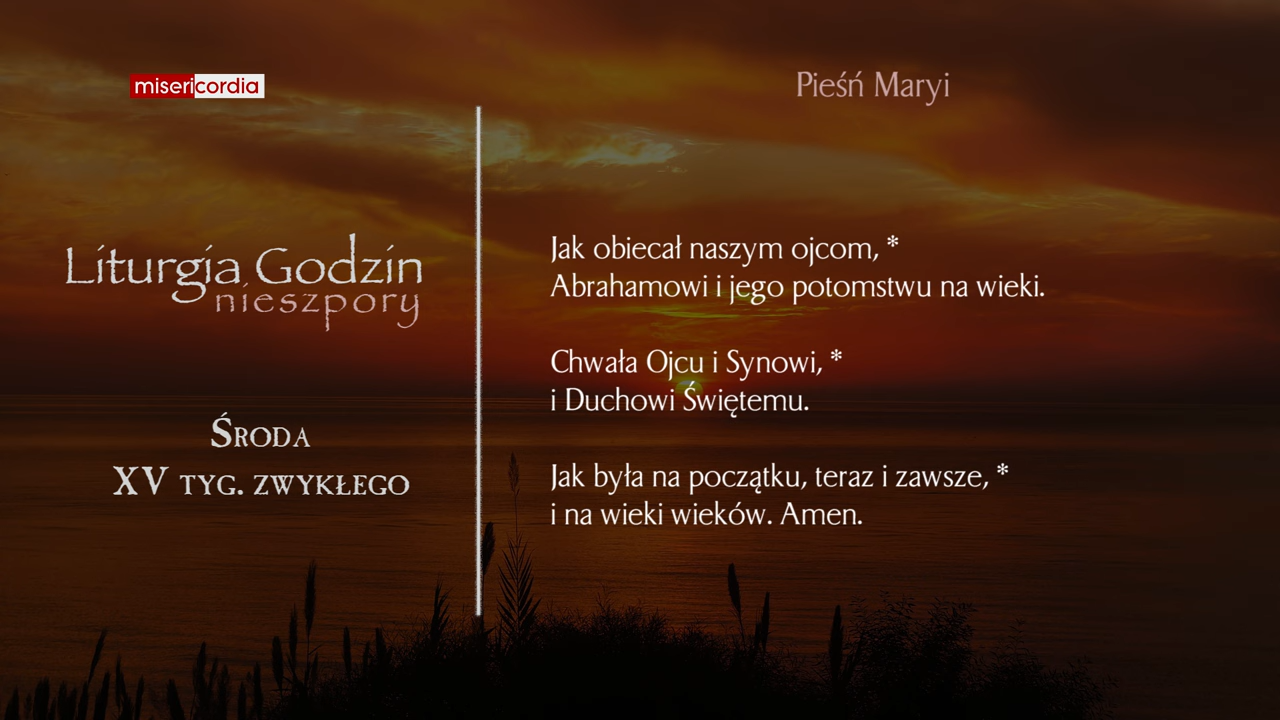 misericordia
Liturgia Godzin
nieszpory
Środa
XV tyg. zwykłego
Pieśń Maryi
Jak obiecał naszym ojcom, *
Abrahamowi i jego potomstwu na wieki.
Chwała Ojcu i Synowi, *
i Duchowi Świętemu.
Jak była na początku, teraz i zawsze, *
i na wieki wieków. Amen.